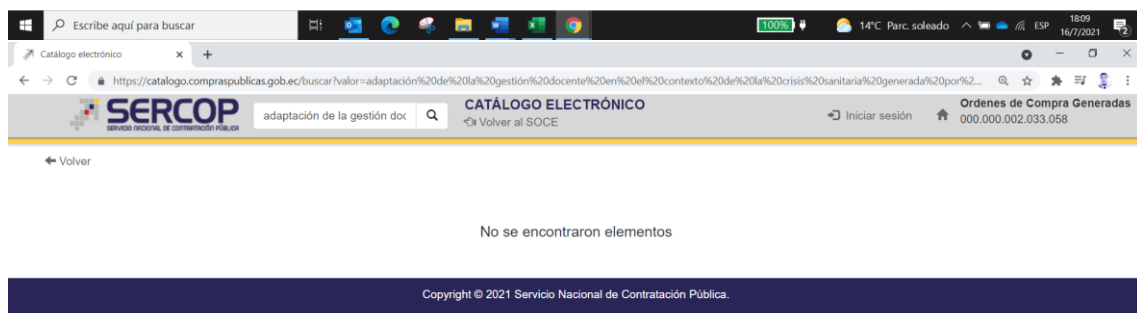 Escribe aquí para buscar
100%
14°C Parc. soleado
ESP
18:09
16/7/2021
2
Catálogo electrónico
https://catalogo.compraspublicas.gob.ec/buscar?valor=adaptación%20de%20la%20gestión%20docente%20en%20el%20contexto%20de%20la%20crisis%20sanitaria%20generada%20por%2...
SERCOP
SERVICIO NACIONAL DE CONTRATACIÓN PÚBLICA
adaptación de la gestión doc
CATÁLOGO ELECTRÓNICO
Volver al SOCE
Iniciar sesión
Ordenes de Compra Generadas
000.000.002.033.058
Volver
No se encontraron elementos
Copyright © 2021 Servicio Nacional de Contratación Pública.